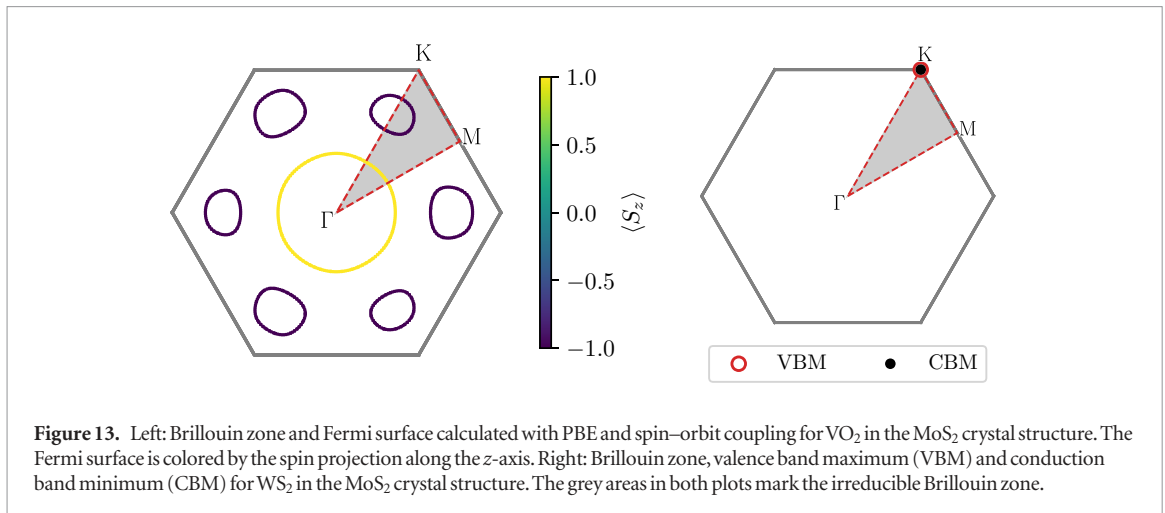 K
M
Γ
1.0
0.5
0.0
−0.5
−1.0
⟨S_z⟩
K
M
Γ
VBM CBM
Figure 13. Left: Brillouin zone and Fermi surface calculated with PBE and spin–orbit coupling for VO₂ in the MoS₂ crystal structure. The
Fermi surface is colored by the spin projection along the z-axis. Right: Brillouin zone, valence band maximum (VBM) and conduction
band minimum (CBM) for WS₂ in the MoS₂ crystal structure. The grey areas in both plots mark the irreducible Brillouin zone.